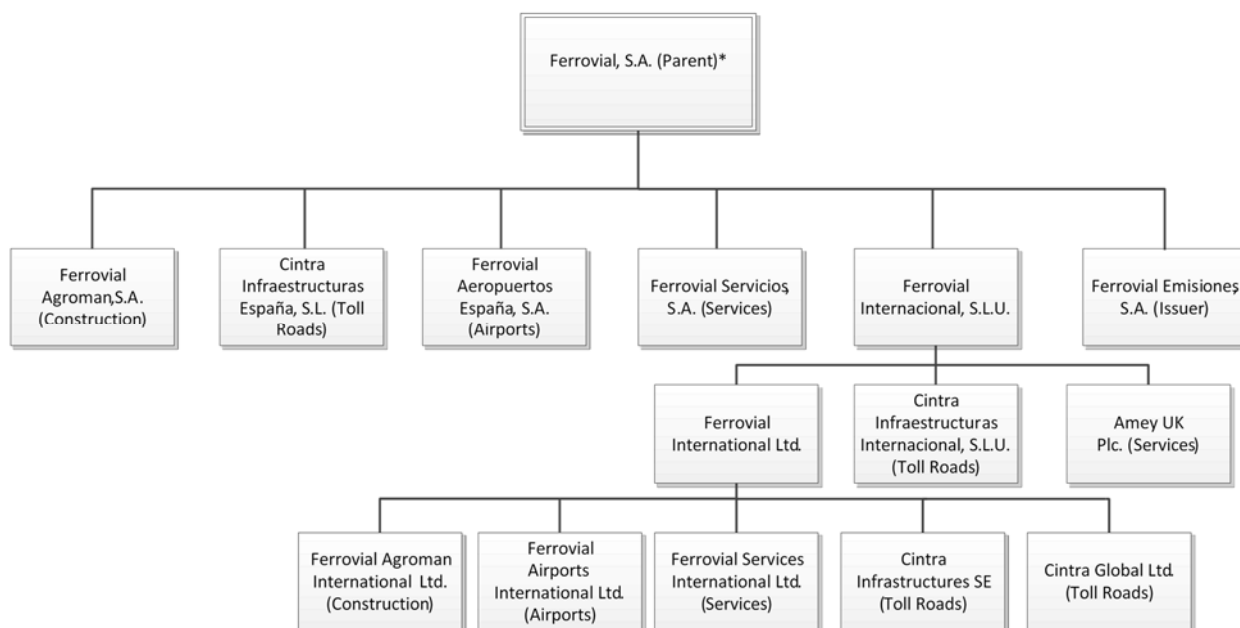 Ferrovial, S.A. (Parent)*
Ferrovial
Agroman,S.A.
(Construction)
Cintra
Infraestructuras
España, S.L. (Toll
Roads)
Ferrovial
Aeropuertos
España, S.A.
(Airports)
Ferrovial Servicios,
S.A. (Services)
Ferrovial
Internacional, S.L.U.
Ferrovial Emisiones,
S.A. (Issuer)
Ferrovial
International Ltd.
Cintra
Infraestructuras
Internacional, S.L.U.
(Toll Roads)
Amey UK
Plc. (Services)
Ferrovial Agroman
International Ltd.
(Construction)
Ferrovial
Airports
International Ltd.
(Airports)
Ferrovial Services
International Ltd.
(Services)
Cintra
Infrastructures SE
(Toll Roads)
Cintra Global Ltd.
(Toll Roads)